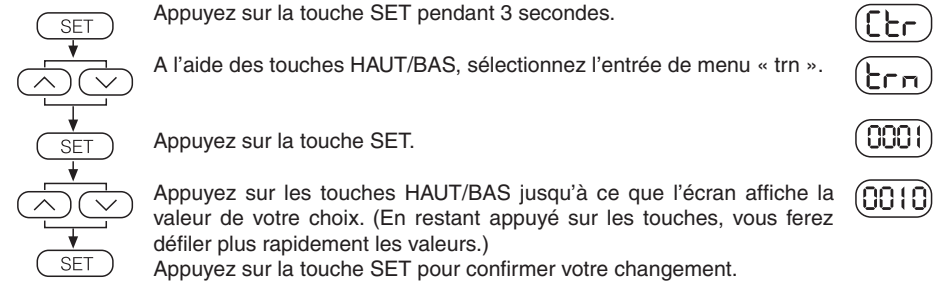 SET
Appuyez sur la touche SET pendant 3 secondes.
Ctr
A l'aide des touches HAUT/BAS, sélectionnez l'entrée de menu « trn ».
trn
SET
Appuyez sur la touche SET.
0001
Appuyez sur les touches HAUT/BAS jusqu'à ce que l'écran affiche la
valeur de votre choix. (En restant appuyé sur les touches, vous ferez
défiler plus rapidement les valeurs.)
0010
SET
Appuyez sur la touche SET pour confirmer votre changement.